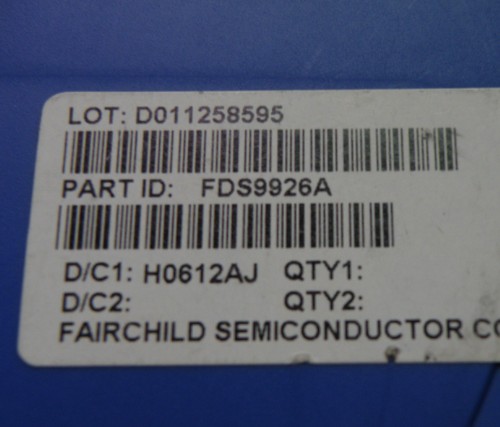 LOT: D011258595
PART ID: FDS9926A
D/C1: H0612AJ QTY1:
D/C2: QTY2:
FAIRCHILD SEMICONDUCTOR